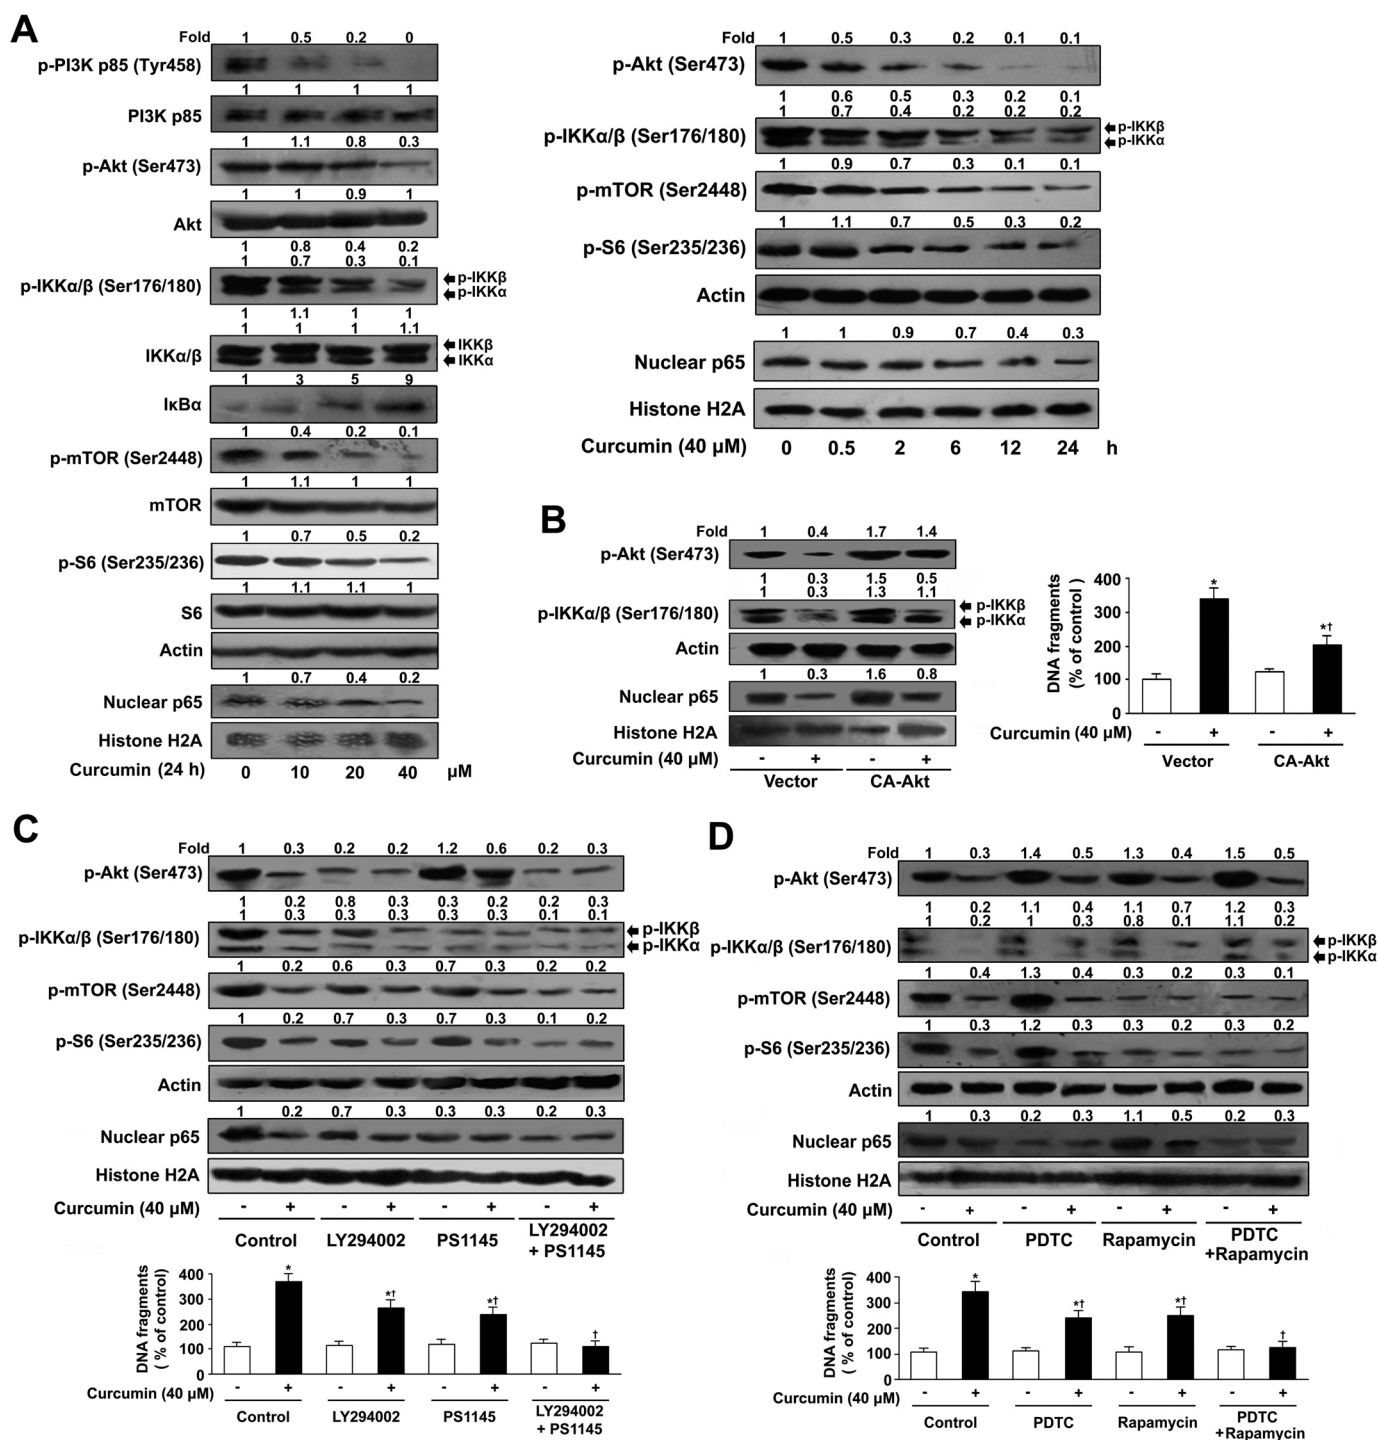 A
Fold 1 0.5 0.2 0
p-PI3K p85 (Tyr458)
1 1 1 1
PI3K p85
1 1.1 0.8 0.3
p-Akt (Ser473)
1 1 0.9 1
Akt
1 0.8 0.4 0.2
1 0.7 0.3 0.1
p-IKKα/β (Ser176/180)
p-IKKβ
p-IKKα
1 1.1 1 1
1 1 1 1.1
IKKα/β
IKKβ
IKKα
1 3 5 9
IκBα
1 0.4 0.2 0.1
p-mTOR (Ser2448)
1 1.1 1 1
mTOR
1 0.7 0.5 0.2
p-S6 (Ser235/236)
1 1.1 1.1 1
S6
Actin
1 0.7 0.4 0.2
Nuclear p65
Histone H2A
Curcumin (24 h) 0 10 20 40 μM
Fold 1 0.5 0.3 0.2 0.1 0.1
p-Akt (Ser473)
1 0.6 0.5 0.3 0.2 0.1
1 0.7 0.4 0.2 0.2 0.2
p-IKKα/β (Ser176/180)
p-IKKβ
p-IKKα
1 0.9 0.7 0.3 0.1 0.1
p-mTOR (Ser2448)
1 1.1 0.7 0.5 0.3 0.2
p-S6 (Ser235/236)
Actin
1 1 0.9 0.7 0.4 0.3
Nuclear p65
Histone H2A
Curcumin (40 μM) 0 0.5 2 6 12 24 h
B
Fold 1 0.4 1.7 1.4
p-Akt (Ser473)
1 0.3 1.5 0.5
1 0.3 1.3 1.1
p-IKKα/β (Ser176/180)
p-IKKβ
p-IKKα
Actin
1 0.3 1.6 0.8
Nuclear p65
Histone H2A
Curcumin (40 μM) - + - +
Vector CA-Akt
DNA fragments
(% of control )
400
300
200
100
0
*
*†
Curcumin (40 μM) - + - +
Vector CA-Akt
C
Fold 1 0.3 0.2 0.2 1.2 0.6 0.2 0.3
p-Akt (Ser473)
1 0.2 0.8 0.3 0.3 0.2 0.2 0.3
1 0.3 0.3 0.3 0.3 0.3 0.1 0.1
p-IKKα/β (Ser176/180)
p-IKKβ
p-IKKα
1 0.2 0.6 0.3 0.7 0.3 0.2 0.2
p-mTOR (Ser2448)
1 0.2 0.7 0.3 0.7 0.3 0.1 0.2
p-S6 (Ser235/236)
Actin
1 0.2 0.7 0.3 0.3 0.3 0.2 0.3
Nuclear p65
Histone H2A
Curcumin (40 μM) - + - + - + - +
Control LY294002 PS1145 LY294002
+ PS1145
DNA fragments
( % of control)
400
300
200
100
0
*
*†
*†
†
Curcumin (40 μM) - + - + - + - +
Control LY294002 PS1145 LY294002
+ PS1145
D
Fold 1 0.3 1.4 0.5 1.3 0.4 1.5 0.5
p-Akt (Ser473)
1 0.2 1.1 0.4 1.1 0.7 1.2 0.3
1 0.2 1 0.3 0.8 0.1 1.1 0.2
p-IKKα/β (Ser176/180)
p-IKKβ
p-IKKα
1 0.4 1.3 0.4 0.3 0.2 0.3 0.1
p-mTOR (Ser2448)
1 0.3 1.2 0.3 0.3 0.2 0.3 0.2
p-S6 (Ser235/236)
Actin
1 0.3 0.2 0.3 1.1 0.5 0.2 0.3
Nuclear p65
Histone H2A
Curcumin (40 μM) - + - + - + - +
Control PDTC Rapamycin PDTC
+Rapamycin
DNA fragments
( % of control)
400
300
200
100
0
*
*†
*†
†
Curcumin (40 μM) - + - + - + - +
Control PDTC Rapamycin PDTC
+Rapamycin